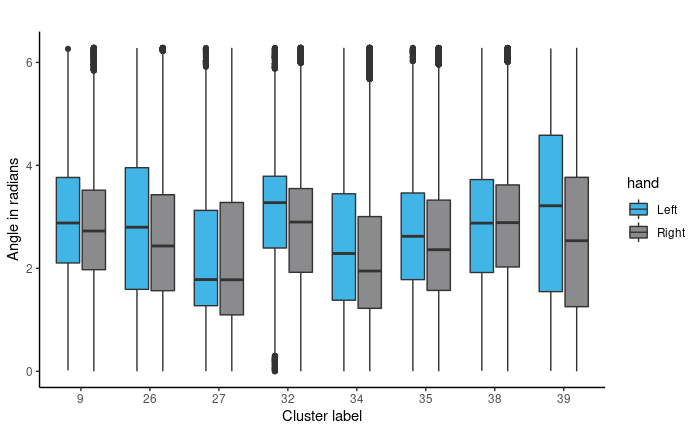 Angle in radians
6
4
2
0
9 26 27 32 34 35 38 39
Cluster label
hand
Left
Right